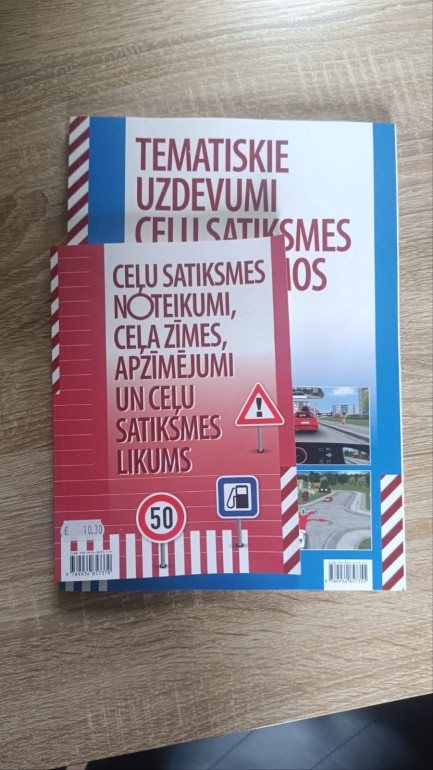 TEMATISKIE
UZDEVUMI
CEĻU SATIKSMES
CEĻU SATIKSMES
NOTEIKUMI,
CEĻA ZĪMES,
APZĪMĒJUMI
UN CEĻU
SATIKSMES
LIKUMS
50
€ 10,30